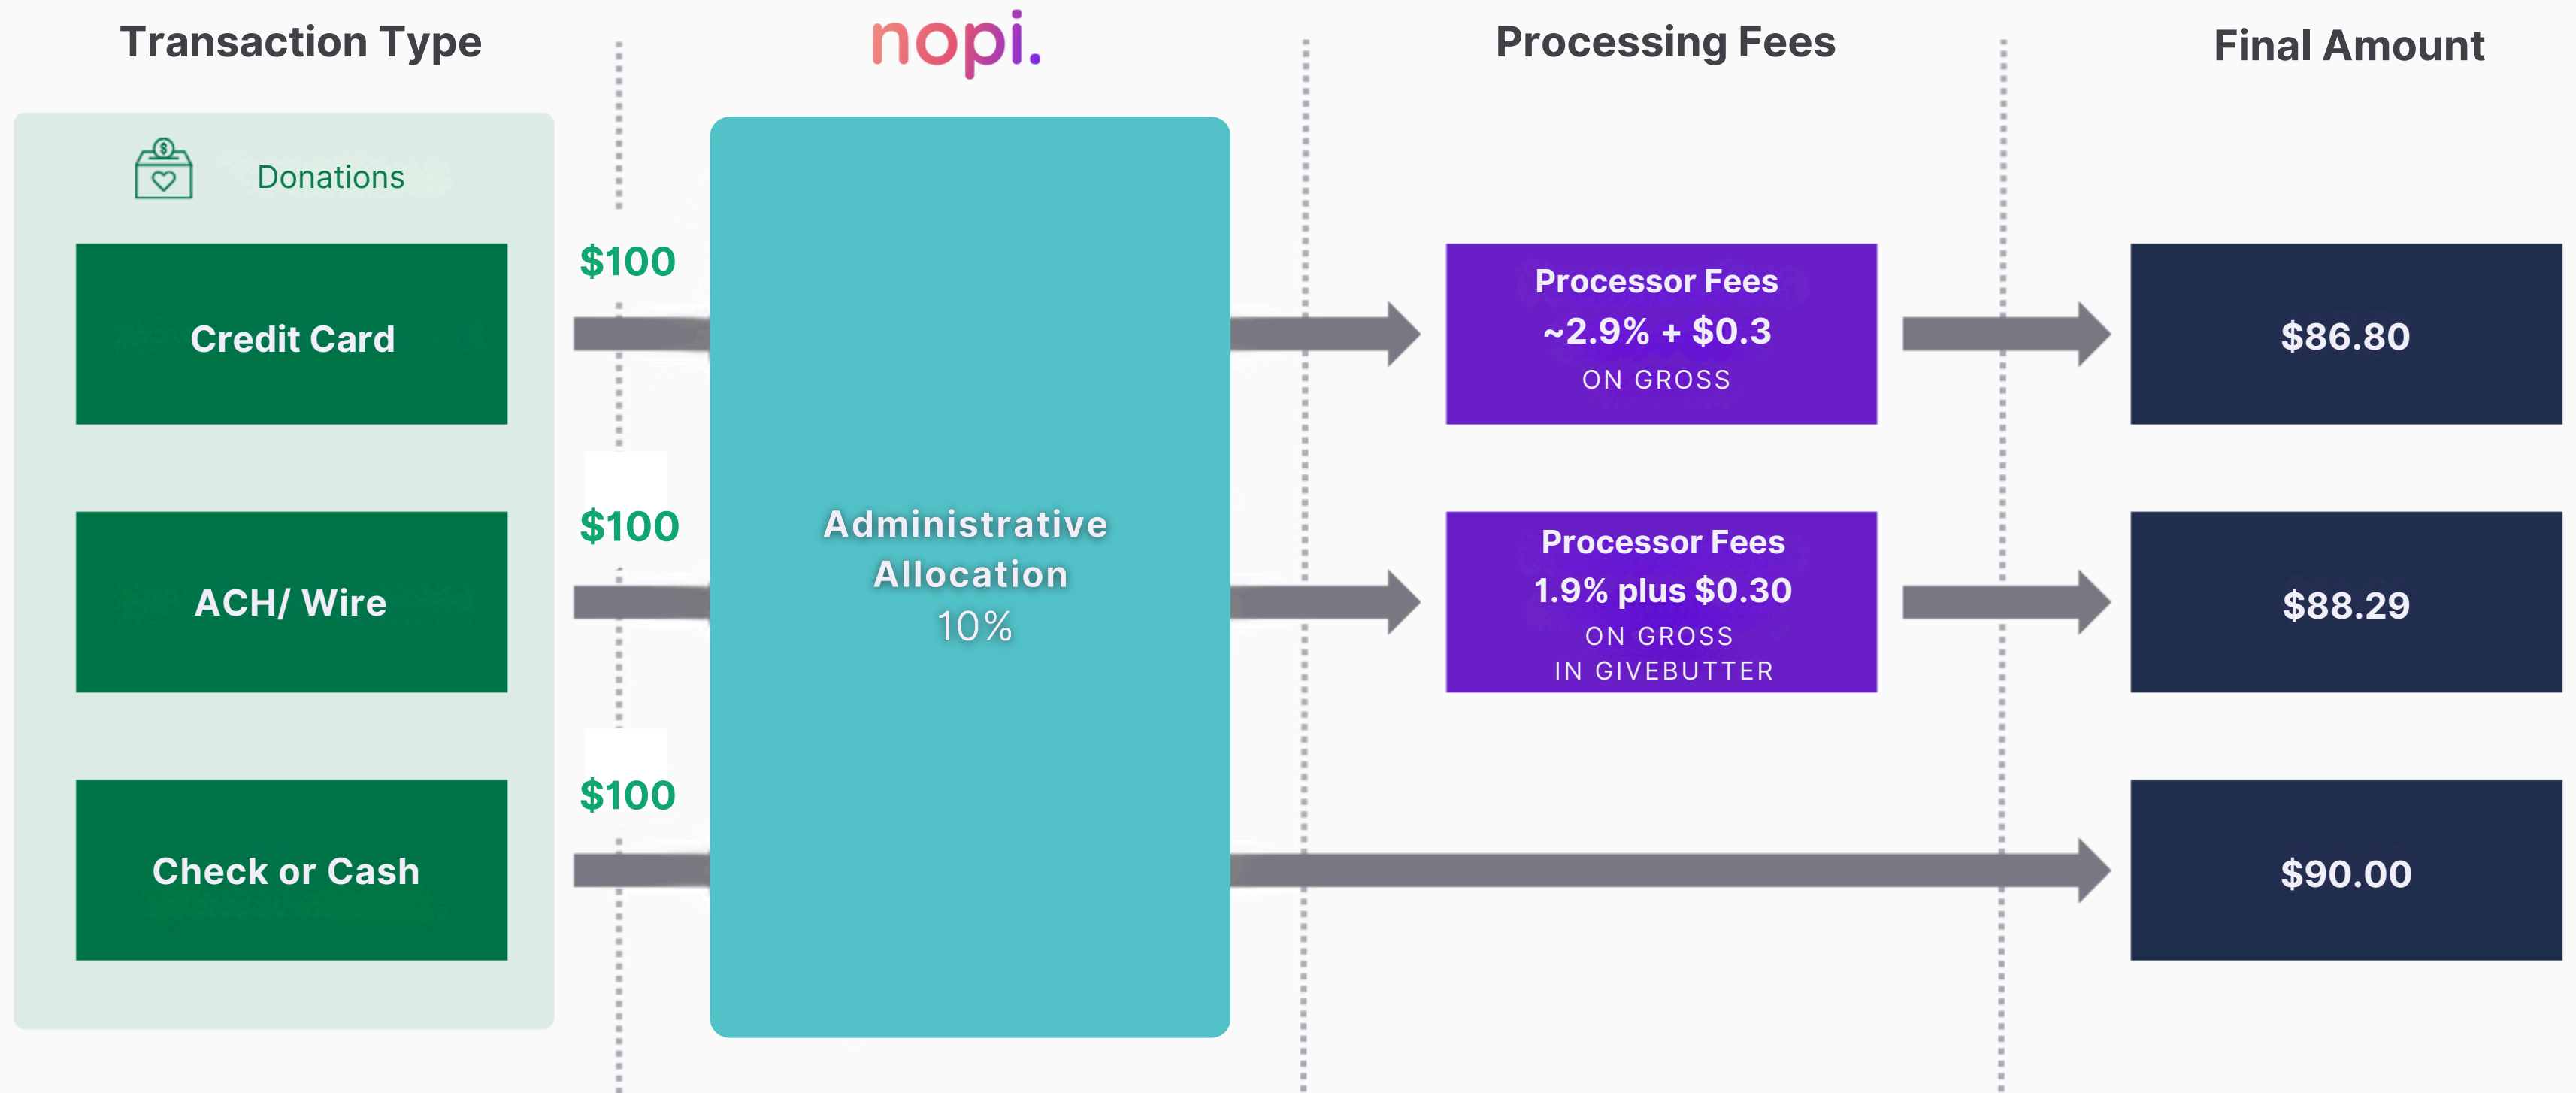 Transaction Type
nopi.
Processing Fees
Final Amount
Donations
Credit Card
$100
Processor Fees
~2.9% + $0.3
ON GROSS
$86.80
ACH/ Wire
$100
Administrative
Allocation
10%
Processor Fees
1.9% plus $0.30
ON GROSS
IN GIVEBUTTER
$88.29
Check or Cash
$100
$90.00